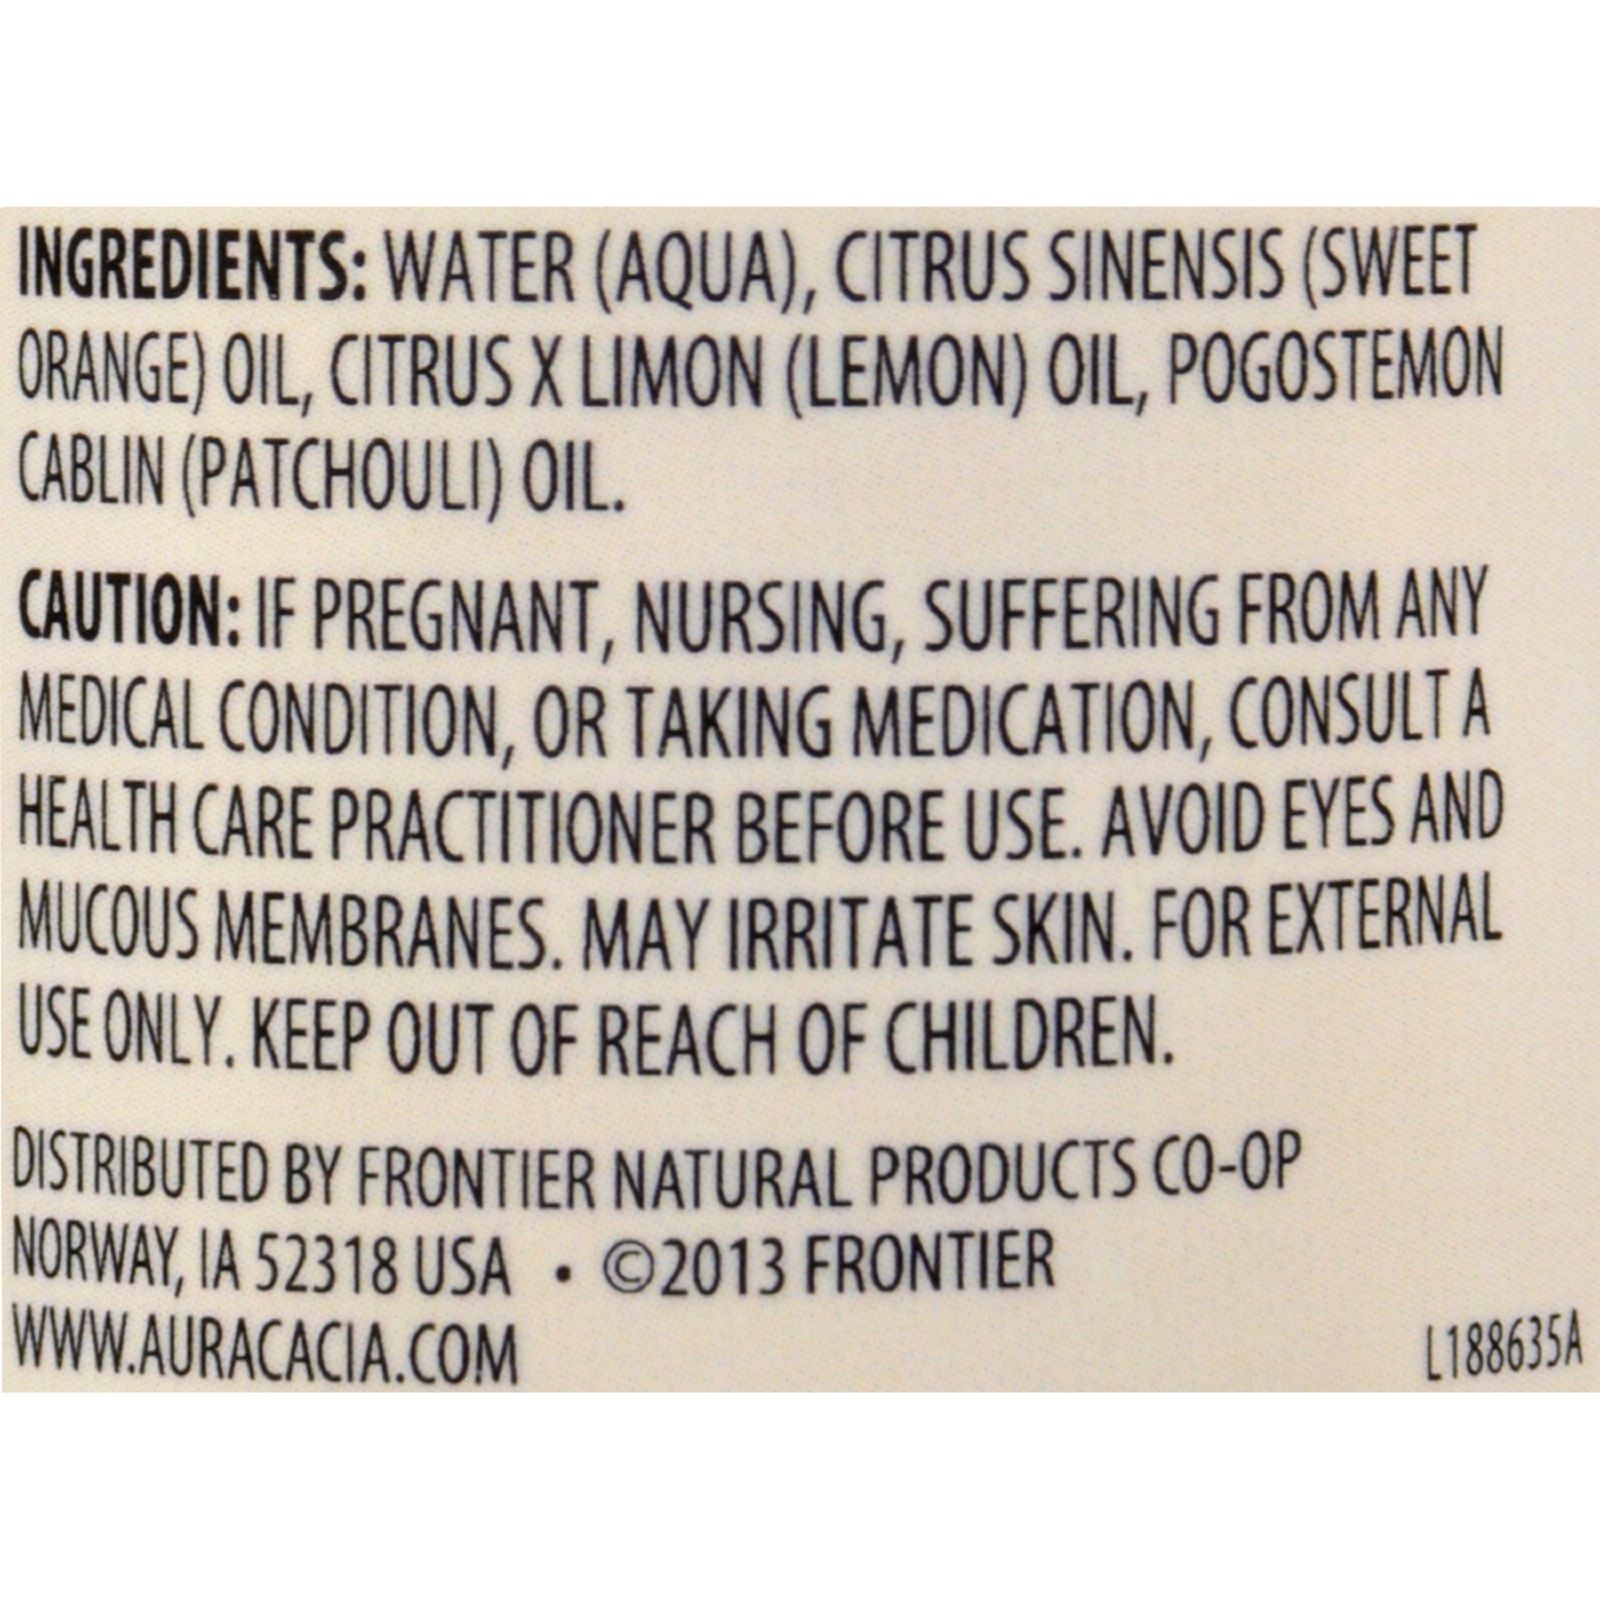 INGREDIENTS: WATER (AQUA), CITRUS SINENSIS (SWEET
ORANGE) OIL, CITRUS X LIMON (LEMON) OIL, POGOSTEMON
CABLIN (PATCHOULI) OIL.
CAUTION: IF PREGNANT, NURSING, SUFFERING FROM ANY
MEDICAL CONDITION, OR TAKING MEDICATION, CONSULT A
HEALTH CARE PRACTITIONER BEFORE USE. AVOID EYES AND
MUCOUS MEMBRANES. MAY IRRITATE SKIN. FOR EXTERNAL
USE ONLY. KEEP OUT OF REACH OF CHILDREN.
DISTRIBUTED BY FRONTIER NATURAL PRODUCTS CO-OP
NORWAY, IA 52318 USA • ©2013 FRONTIER
WWW.AURACACIA.COM
L188635A